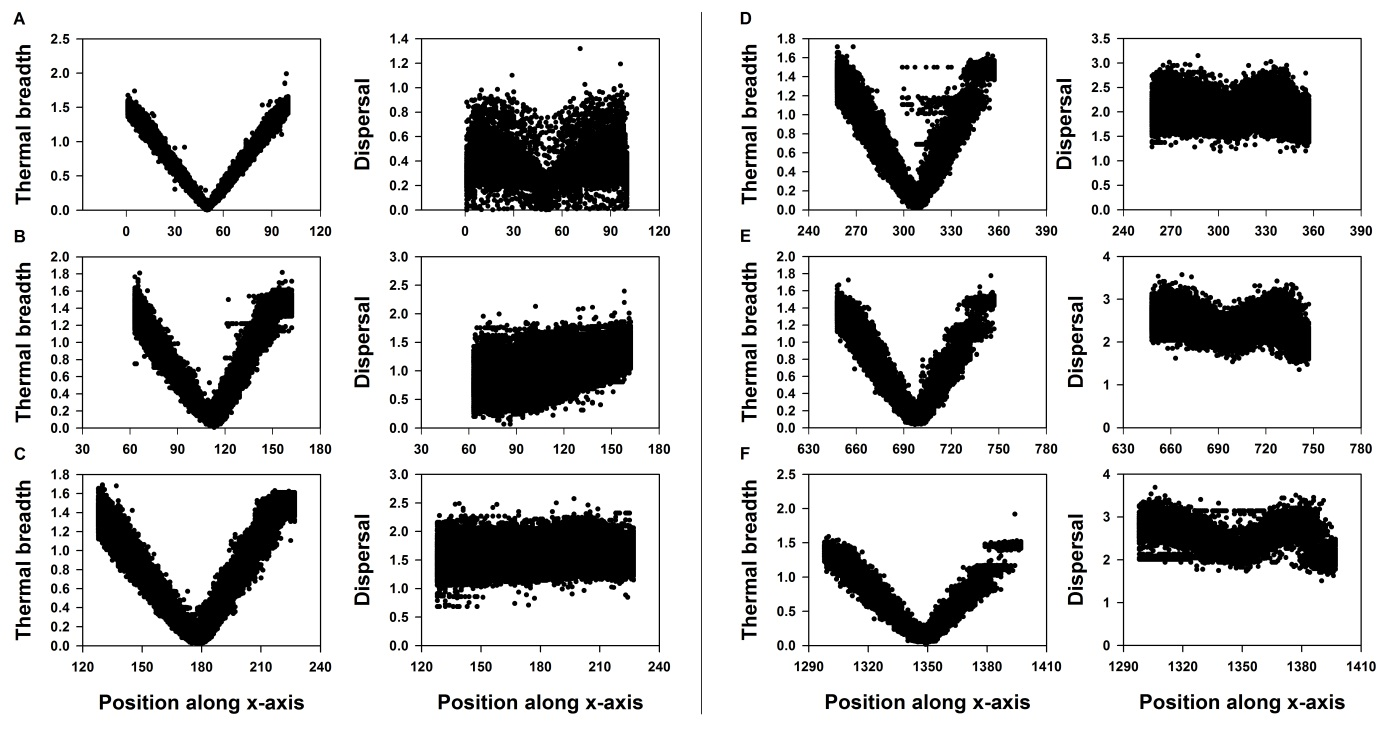 A
Thermal breadth
2.5
2.0
1.5
1.0
0.5
0.0
0 30 60 90 120
Dispersal
1.4
1.2
1.0
0.8
0.6
0.4
0.2
0.0
0 30 60 90 120
B
Thermal breadth
2.0
1.8
1.6
1.4
1.2
1.0
0.8
0.6
0.4
0.2
0.0
30 60 90 120 150 180
Dispersal
3.0
2.5
2.0
1.5
1.0
0.5
0.0
30 60 90 120 150 180
C
Thermal breadth
1.8
1.6
1.4
1.2
1.0
0.8
0.6
0.4
0.2
0.0
120 150 180 210 240
Position along x-axis
Dispersal
3.0
2.5
2.0
1.5
1.0
0.5
0.0
120 150 180 210 240
Position along x-axis
D
Thermal breadth
1.8
1.6
1.4
1.2
1.0
0.8
0.6
0.4
0.2
0.0
240 270 300 330 360 390
Dispersal
3.5
3.0
2.5
2.0
1.5
1.0
0.5
0.0
240 270 300 330 360 390
E
Thermal breadth
2.0
1.8
1.6
1.4
1.2
1.0
0.8
0.6
0.4
0.2
0.0
630 660 690 720 750 780
Dispersal
4
3
2
1
0
630 660 690 720 750 780
F
Thermal breadth
2.5
2.0
1.5
1.0
0.5
0.0
1290 1320 1350 1380 1410
Position along x-axis
Dispersal
4
3
2
1
0
1290 1320 1350 1380 1410
Position along x-axis